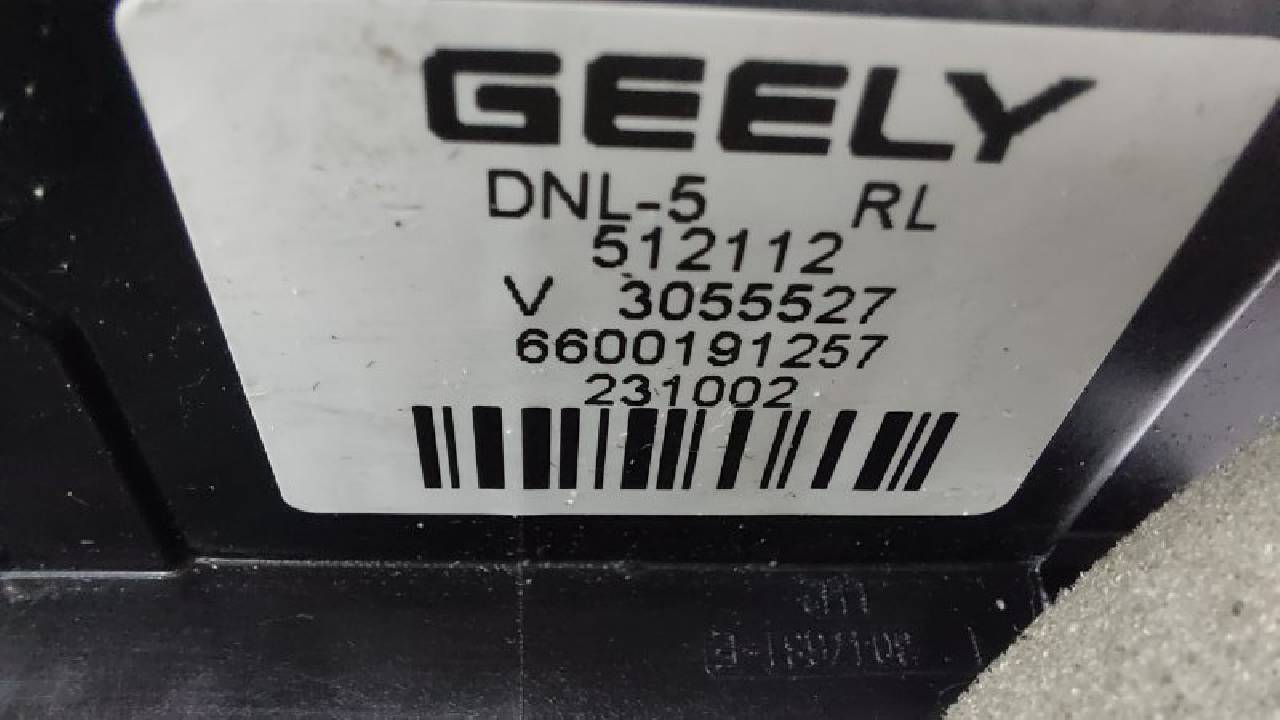 GEELY
DNL-5 RL
512112
V 3055527
6600191257
231002